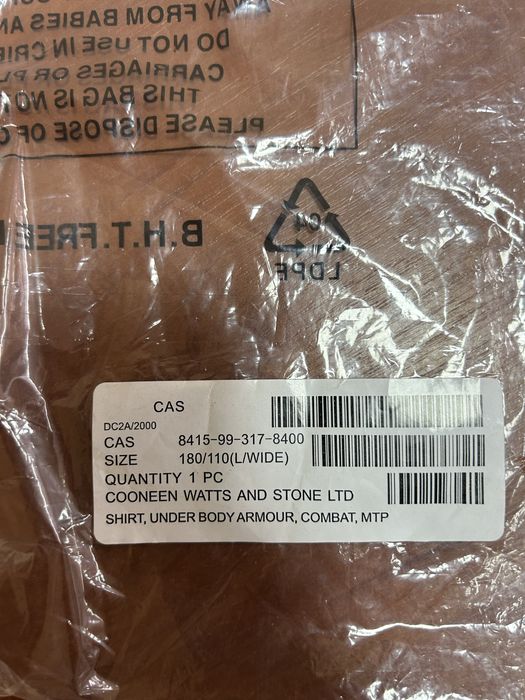 AWAY FROM BABIES AN
DO NOT USE IN CRIB
CARRIAGES OR PL
THIS BAG IS NO
PLEASE DISPOSE OF
B.H.T. FREE
04
LDPE
CAS
DC2A/2000
CAS 8415-99-317-8400
SIZE 180/110(L/WIDE)
QUANTITY 1 PC
COONEEN WATTS AND STONE LTD
SHIRT, UNDER BODY ARMOUR, COMBAT, MTP